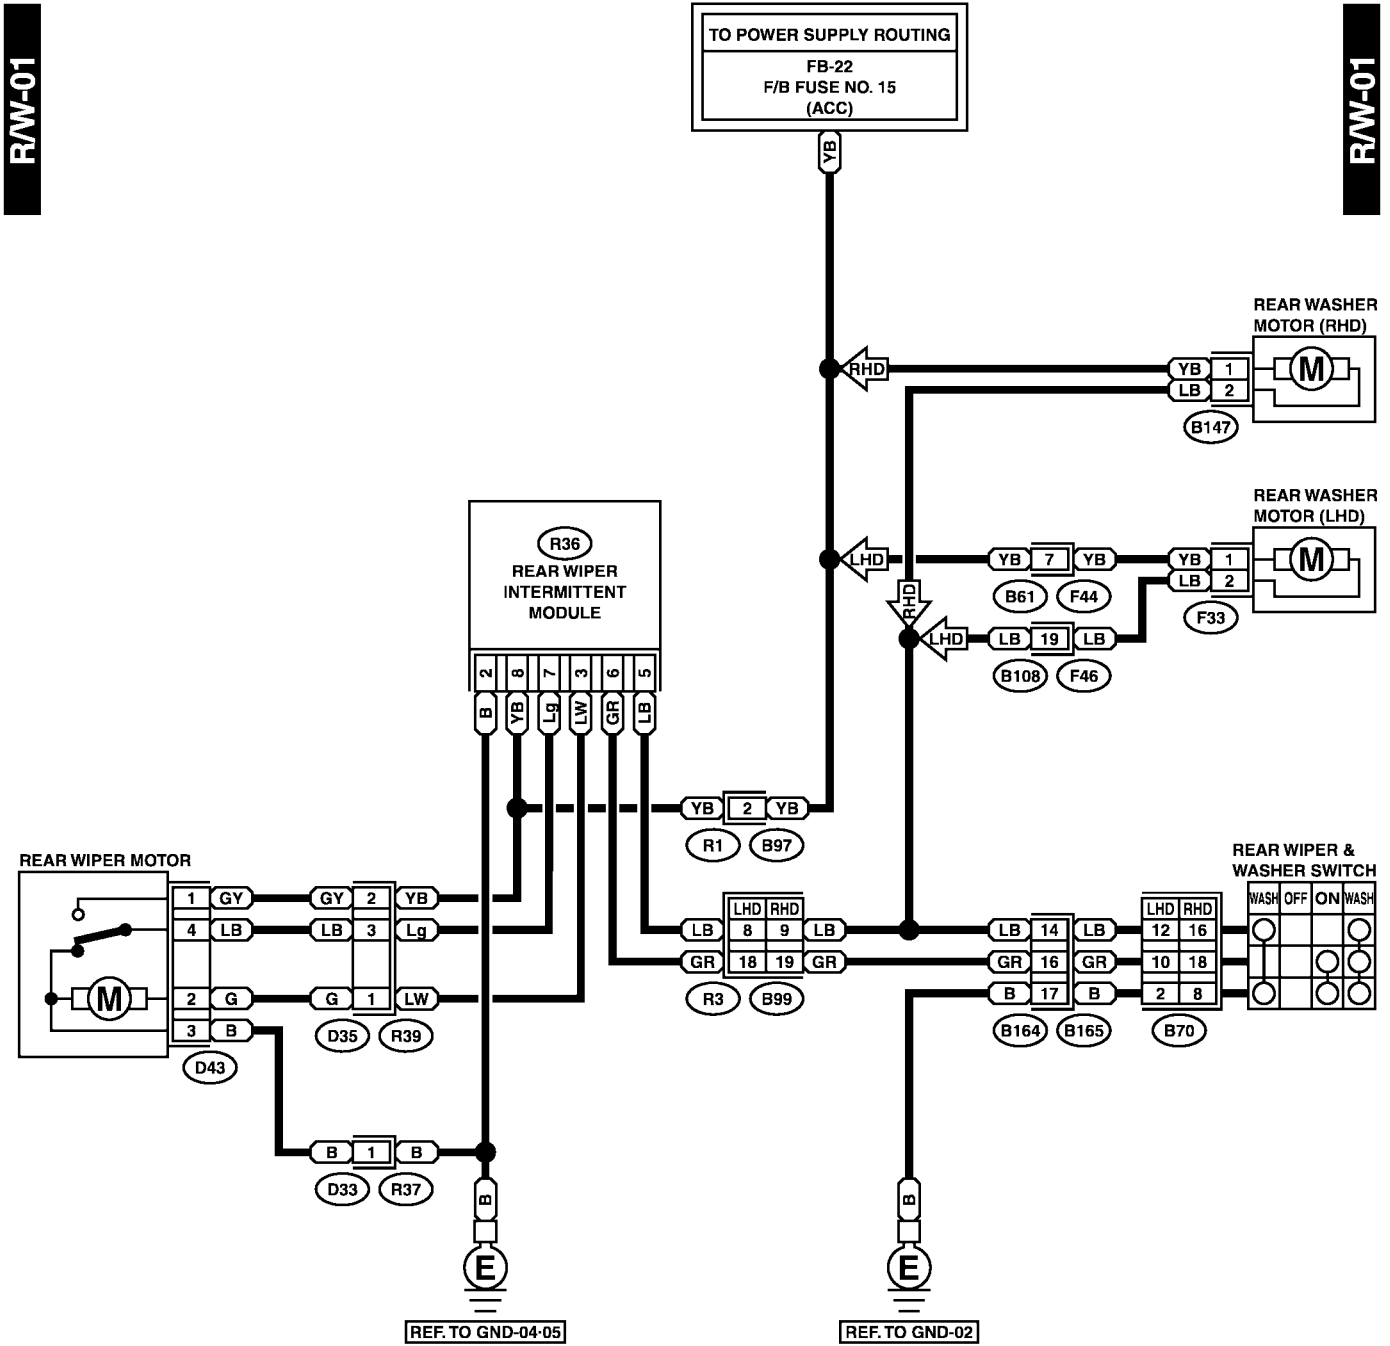 R/W-01
R/W-01
TO POWER SUPPLY ROUTING
FB-22
F/B FUSE NO. 15
(ACC)
YB
REAR WASHER
MOTOR (RHD)
RHD
YB 1 M
LB 2
B147
REAR WASHER
MOTOR (LHD)
LHD YB 7 YB YB 1 M
LB 2
B61 F44 F33
RHD
LHD LB 19 LB
B108 F46
R36
REAR WIPER
INTERMITTENT
MODULE
2 8 7 3 6 5
B YB Lg LW GR LB
YB 2 YB
R1 B97
REAR WIPER MOTOR
1 GY GY 2 YB
4 LB LB 3 Lg
M 2 G G 1 LW
3 B
D35 R39
D43
B 1 B
D33 R37
B
E
REF. TO GND-04·05
LHD RHD
LB 8 9 LB
GR 18 19 GR
R3 B99
LB 14 LB
GR 16 GR
B 17 B
B164 B165
LHD RHD
12 16
10 18
2 8
B70
REAR WIPER &
WASHER SWITCH
WASH OFF ON WASH
B
E
REF. TO GND-02